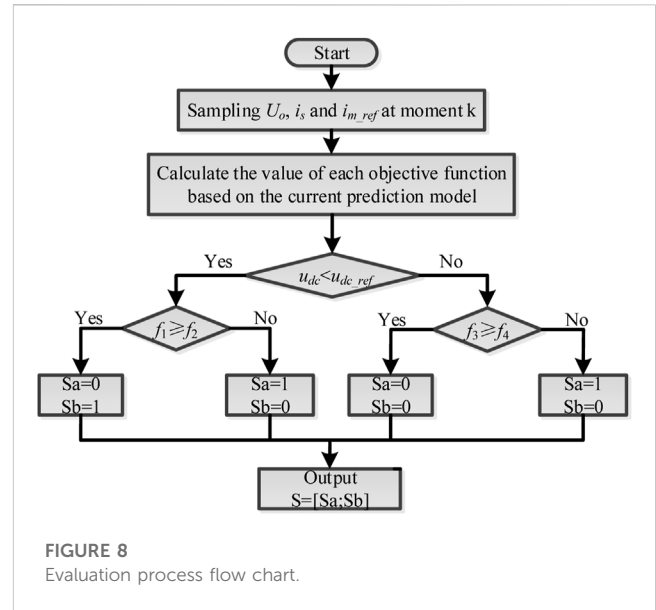 Start
Sampling Uo, is and im_ref at moment k
Calculate the value of each objective function
based on the current prediction model
Yes
udc<udc_ref
No
Yes
f1⩾f2
No
Yes
f3⩾f4
No
Sa=0
Sb=1
Sa=1
Sb=0
Sa=0
Sb=0
Sa=1
Sb=0
Output
S=[Sa;Sb]
FIGURE 8
Evaluation process flow chart.